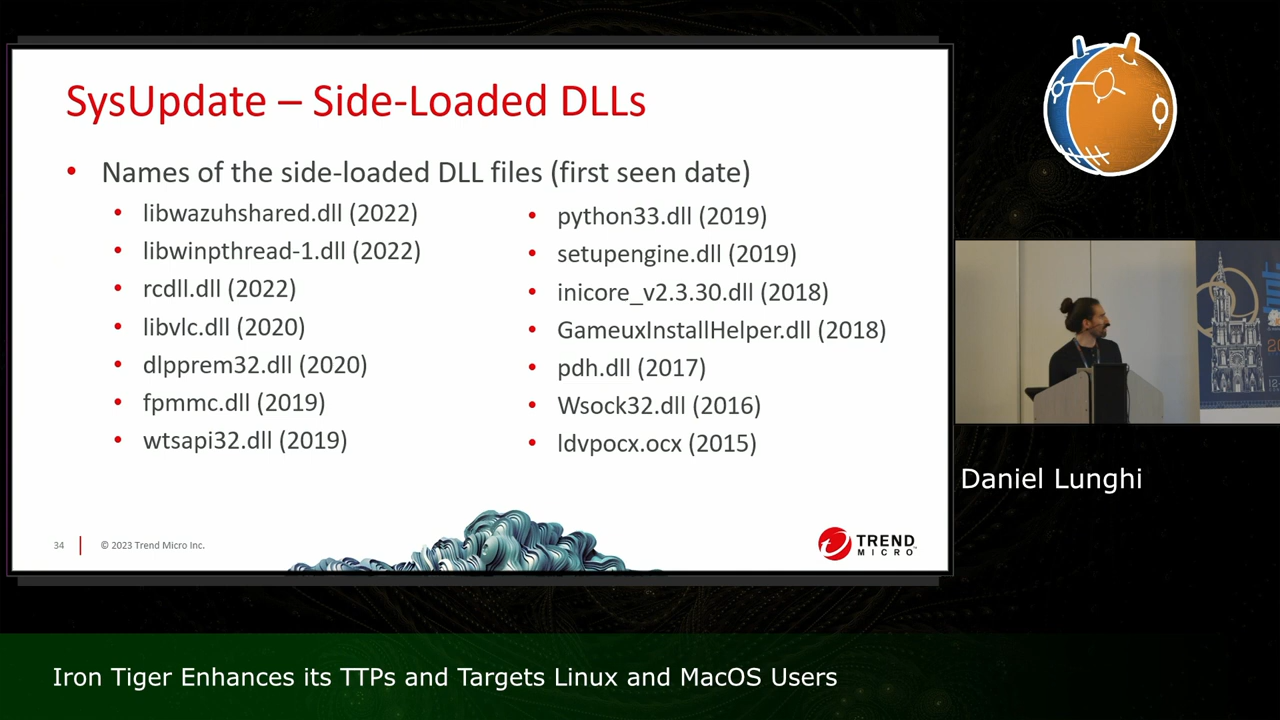 SysUpdate – Side-Loaded DLLs
• Names of the side-loaded DLL files (first seen date)
• libwazuhshared.dll (2022)
• libwinpthread-1.dll (2022)
• rcdll.dll (2022)
• libvlc.dll (2020)
• dlpprem32.dll (2020)
• fpmmc.dll (2019)
• wtsapi32.dll (2019)
• python33.dll (2019)
• setupengine.dll (2019)
• inicore_v2.3.30.dll (2018)
• GameuxInstallHelper.dll (2018)
• pdh.dll (2017)
• Wsock32.dll (2016)
• ldvpocx.ocx (2015)
34
© 2023 Trend Micro Inc.
TREND
MICRO
Daniel Lunghi
Iron Tiger Enhances its TTPs and Targets Linux and MacOS Users